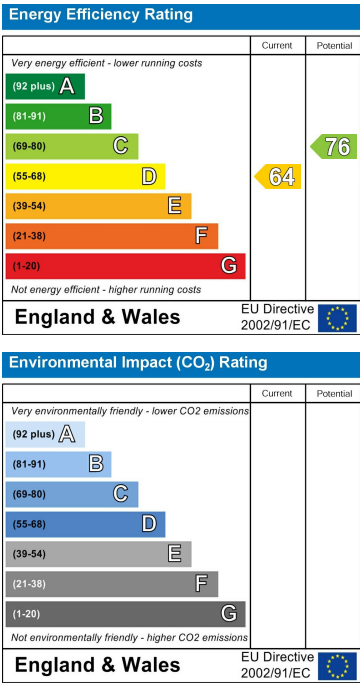 Energy Efficiency Rating
Current Potential
Very energy efficient - lower running costs
(92 plus) A
(81-91) B
(69-80) C 76
(55-68) D 64
(39-54) E
(21-38) F
(1-20) G
Not energy efficient - higher running costs
England & Wales EU Directive 2002/91/EC
Environmental Impact (CO₂) Rating
Current Potential
Very environmentally friendly - lower CO2 emissions
(92 plus) A
(81-91) B
(69-80) C
(55-68) D
(39-54) E
(21-38) F
(1-20) G
Not environmentally friendly - higher CO2 emissions
England & Wales EU Directive 2002/91/EC